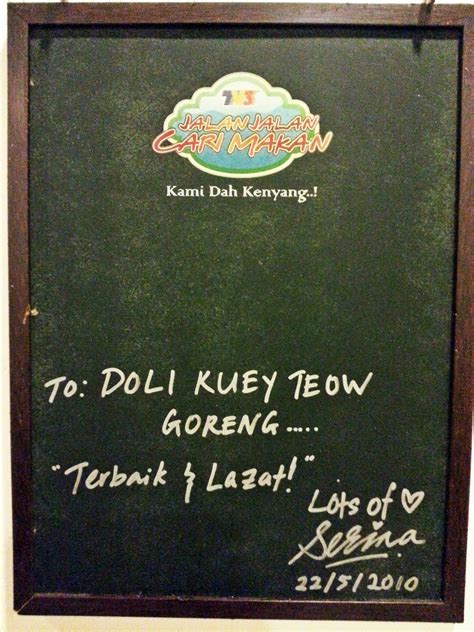 TV3
JALAN JALAN
CARI MAKAN
Kami Dah Kenyang..!
TO: DOLI KUEY TEOW
GORENG.....
"Terbaik & Lazat!"
Lots of ♡
Serina
22/5/2010